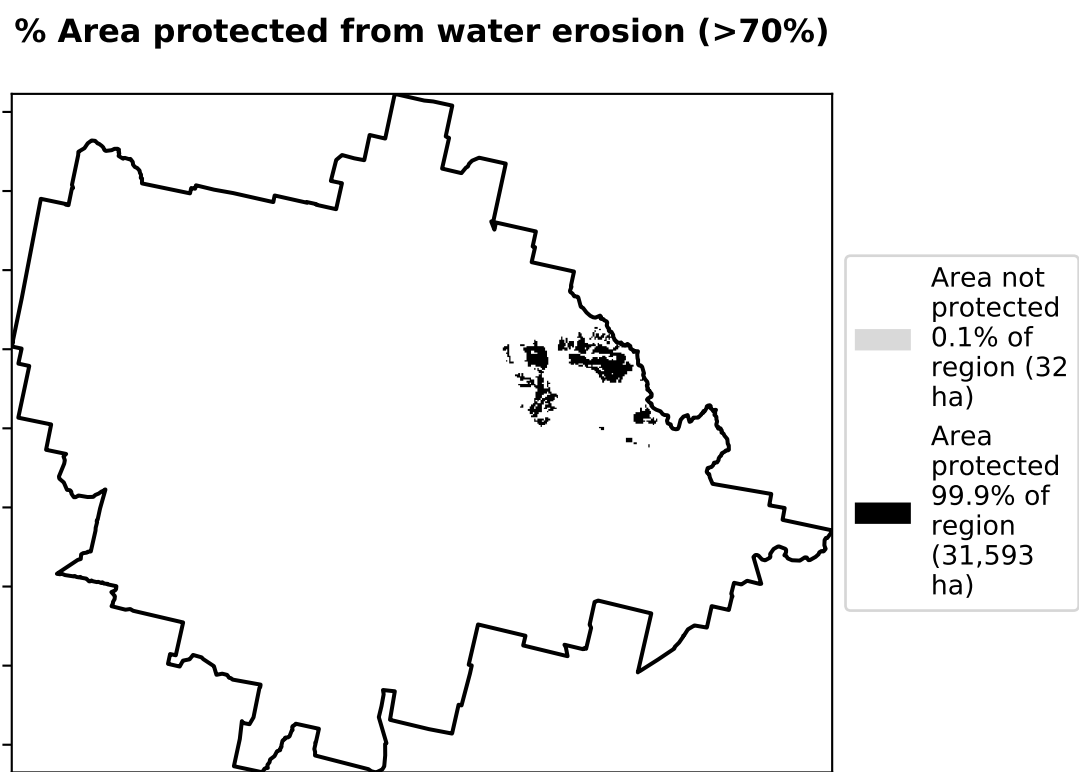 % Area protected from water erosion (>70%)
Area not
protected
0.1% of
region (32
ha)
Area
protected
99.9% of
region
(31,593
ha)